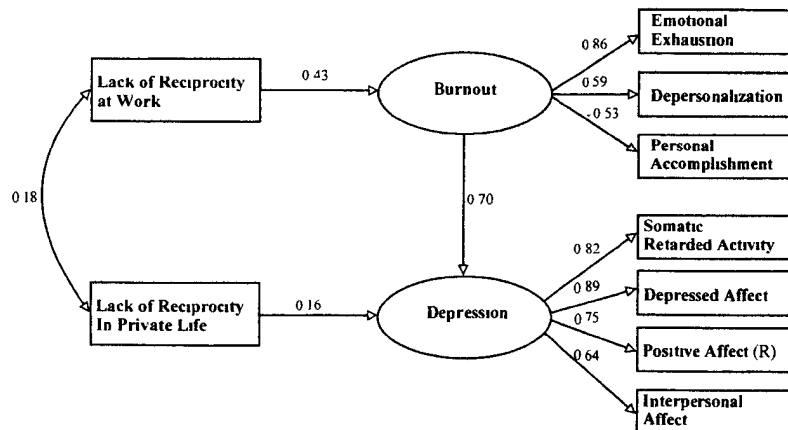 Emotional
Exhaustion
0 86
Lack of Reciprocity
at Work
0 43
Burnout
0 59
Depersonalization
- 0 53
Personal
Accomplishment
0 18
0 70
Somatic
Retarded Activity
0 82
Lack of Reciprocity
In Private Life
0 16
Depression
0 89
Depressed Affect
0 75
Positive Affect (R)
0 64
Interpersonal
Affect